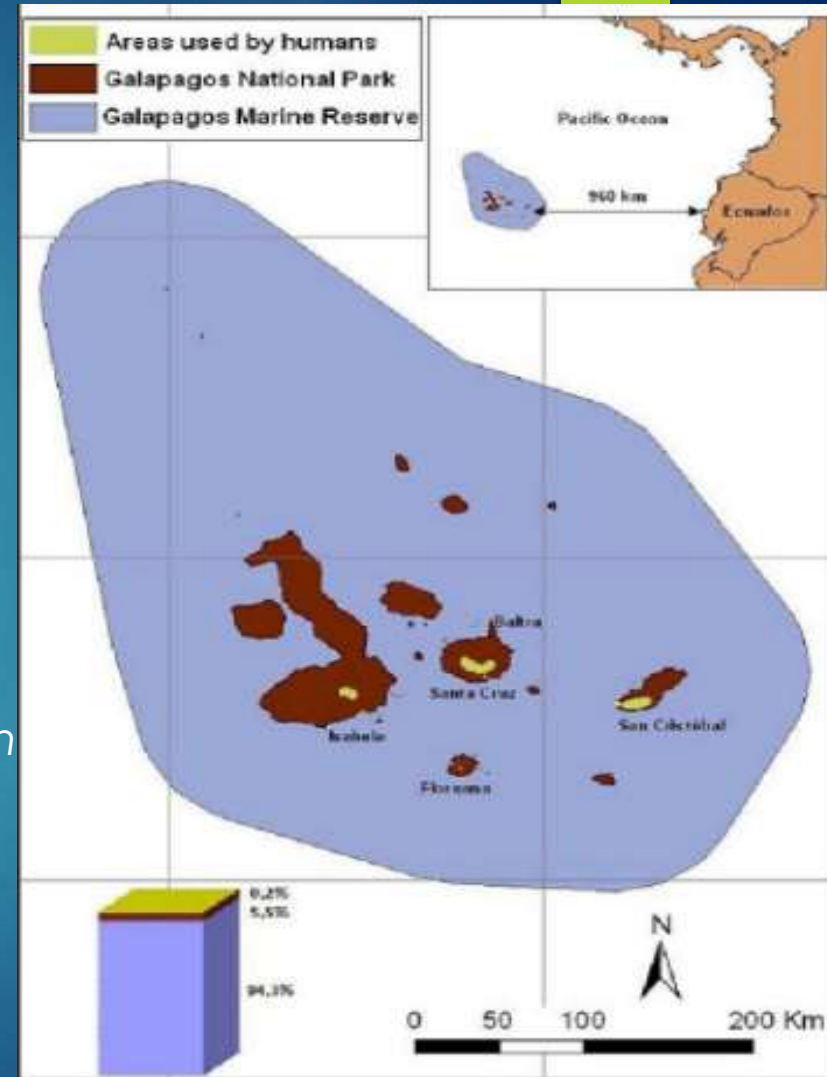 Areas used by humans
Galapagos National Park
Galapagos Marine Reserve
Pacific Ocean
960 km
Ecuador
Baltra
Santa Cruz
San Cristóbal
Isabela
Floreana
n
0,2%
5,5%
94,3%
N
0 50 100 200 Km